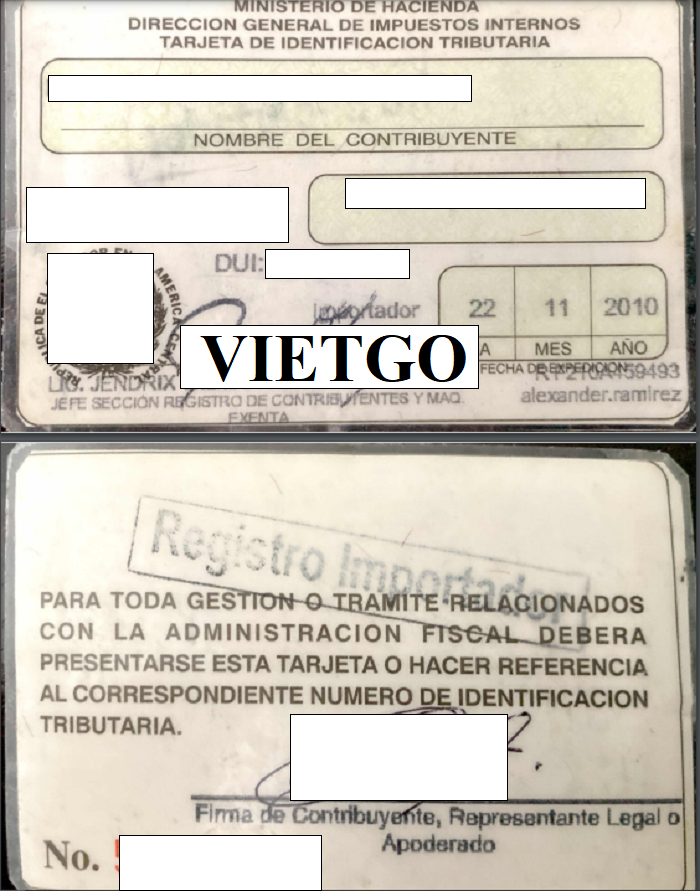 MINISTERIO DE HACIENDA
DIRECCION GENERAL DE IMPUESTOS INTERNOS
TARJETA DE IDENTIFICACION TRIBUTARIA
NOMBRE DEL CONTRIBUYENTE
DUI:
Importador
22 11 2010
MES AÑO
FECHA DE EXPEDICION
VIETGO
LIC. JENDRIX
JEFE SECCIÓN REGISTRO DE CONTRIBUYENTES Y MAQ.
EXENTA
alexander.ramirez
Registro Importador
PARA TODA GESTION O TRAMITE RELACIONADOS
CON LA ADMINISTRACION FISCAL DEBERA
PRESENTARSE ESTA TARJETA O HACER REFERENCIA
AL CORRESPONDIENTE NUMERO DE IDENTIFICACION
TRIBUTARIA.
Firma de Contribuyente, Representante Legal o
Apoderado
No.